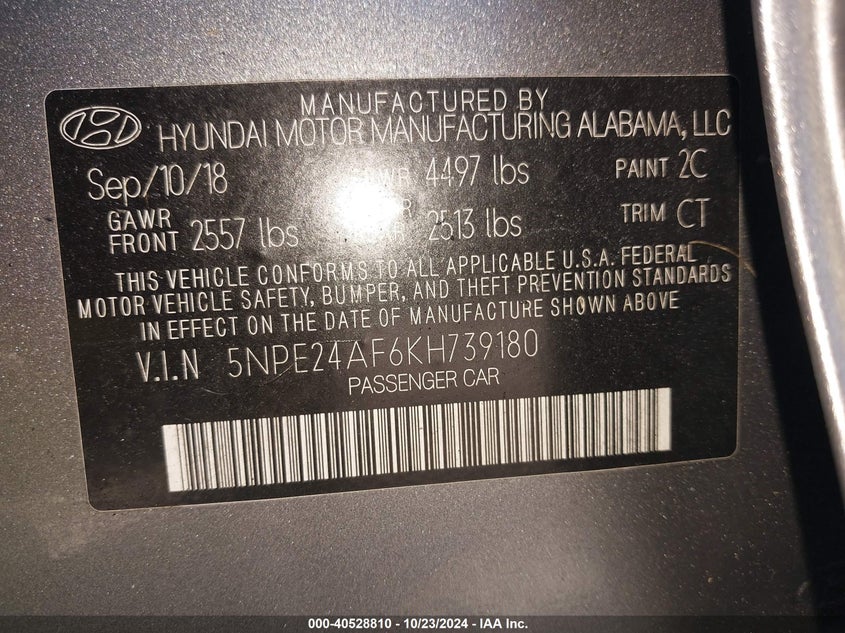 MANUFACTURED BY
HYUNDAI MOTOR MANUFACTURING ALABAMA, LLC
Sep/10/18 4497 lbs PAINT 2C
GAWR FRONT 2557 lbs 2513 lbs TRIM CT
THIS VEHICLE CONFORMS TO ALL APPLICABLE U.S.A. FEDERAL
MOTOR VEHICLE SAFETY, BUMPER, AND THEFT PREVENTION STANDARDS
IN EFFECT ON THE DATE OF MANUFACTURE SHOWN ABOVE
V.I.N 5NPE24AF6KH739180
PASSENGER CAR
000-40528810 - 10/23/2024 - IAA Inc.